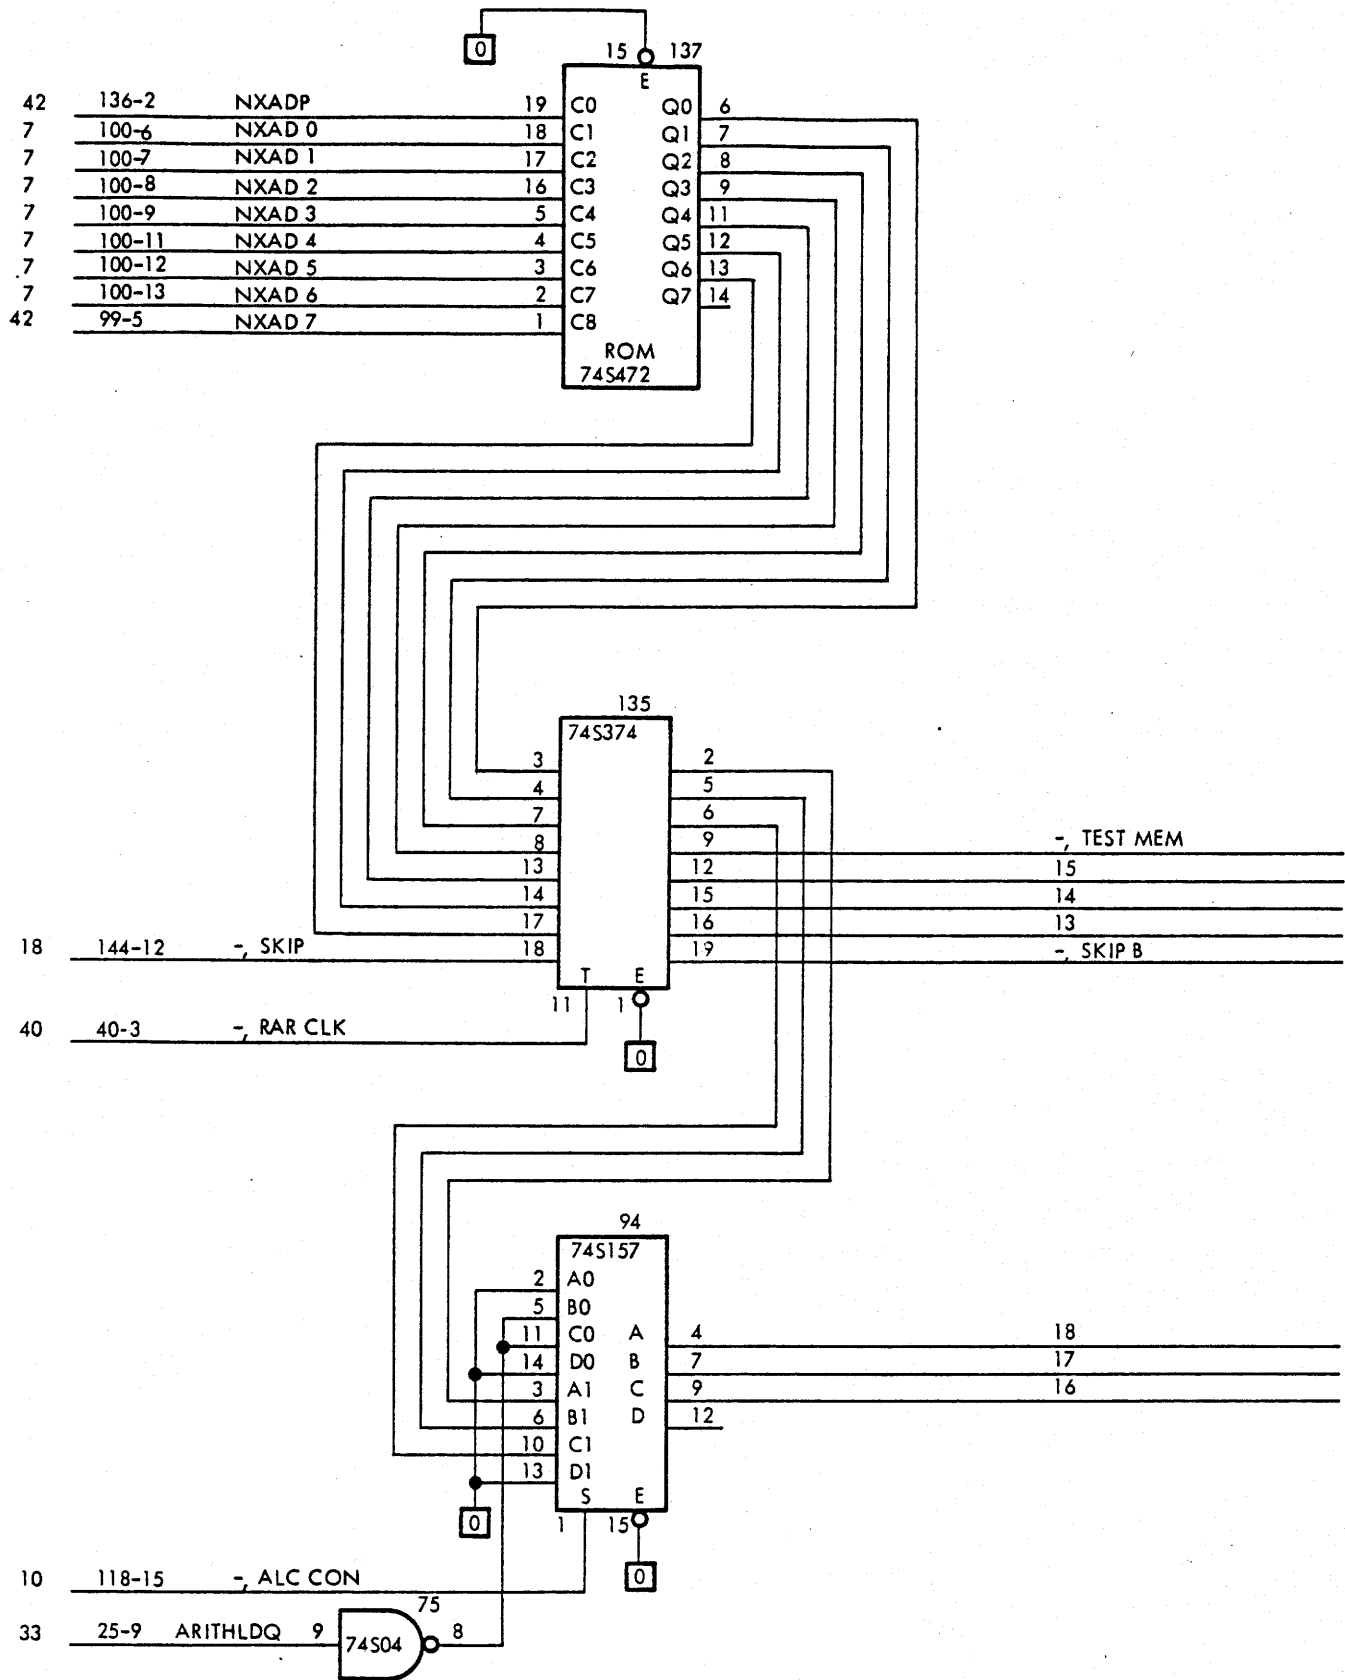 0
15 137
E
42 136-2 NXADP 19 C0 Q0 6
7 100-6 NXAD 0 18 C1 Q1 7
7 100-7 NXAD 1 17 C2 Q2 8
7 100-8 NXAD 2 16 C3 Q3 9
7 100-9 NXAD 3 5 C4 Q4 11
7 100-11 NXAD 4 4 C5 Q5 12
7 100-12 NXAD 5 3 C6 Q6 13
7 100-13 NXAD 6 2 C7 Q7 14
42 99-5 NXAD 7 1 C8
ROM
74S472
135
74S374
3 2
4 5
7 6
8 9 -, TEST MEM
13 12 15
14 15 14
17 16 13
18 144-12 -, SKIP 18 19 -, SKIP B
T E
11 1
40 40-3 -, RAR CLK
0
94
74S157
2 A0
5 B0
11 C0 A 4 18
14 D0 B 7 17
3 A1 C 9 16
6 B1 D 12
10 C1
13 D1
S E
0 1 15
10 118-15 -, ALC CON 0
75
33 25-9 ARITHLDQ 9 74S04 8